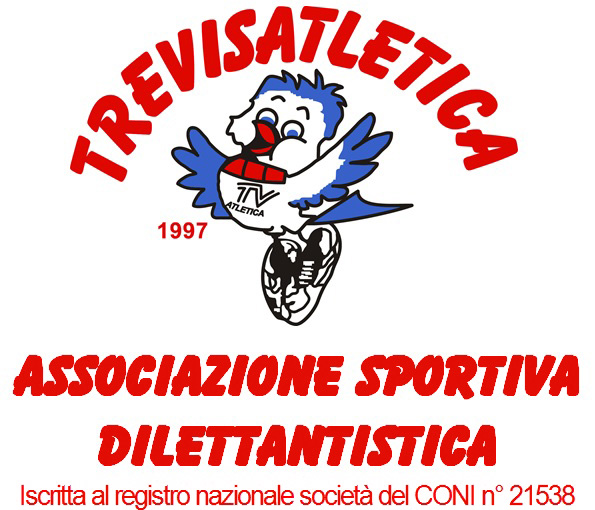 TREVISATLETICA
TV
ATLETICA
1997
ASSOCIAZIONE SPORTIVA
DILETTANTISTICA
Iscritta al registro nazionale società del CONI n° 21538